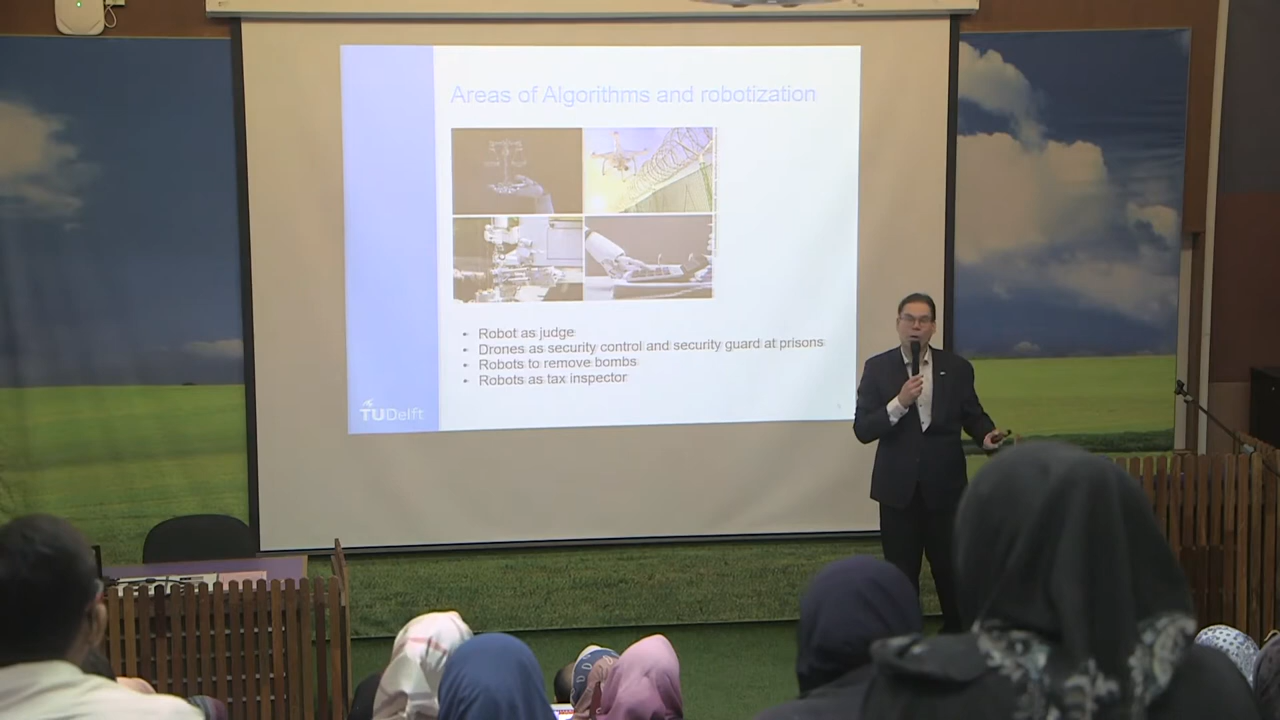 Areas of Algorithms and robotization
Robot as judge
Drones as security control and security guard at prisons
Robots to remove bombs
Robots as tax inspector
TUDelft